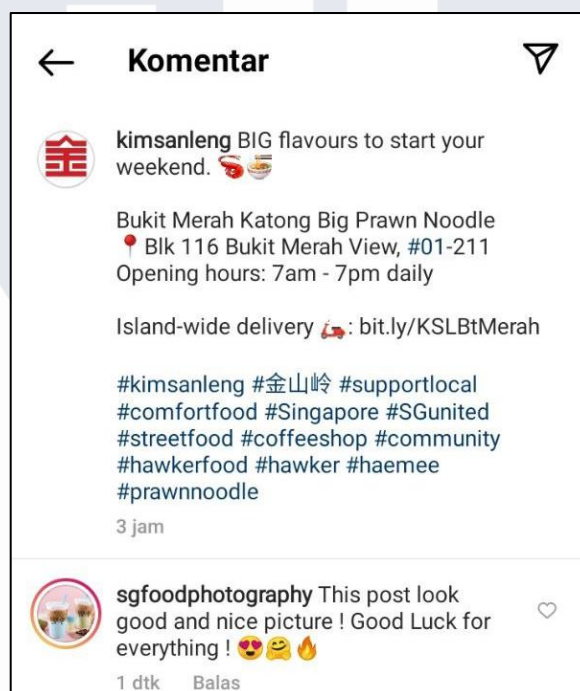 Komentar
kimsanleng BIG flavours to start your
weekend. 🦐🍜
Bukit Merah Katong Big Prawn Noodle
📍 Blk 116 Bukit Merah View, #01-211
Opening hours: 7am - 7pm daily
Island-wide delivery 🛵: bit.ly/KSLBtMerah
#kimsanleng #金山岭 #supportlocal
#comfortfood #Singapore #SGunited
#streetfood #coffeeshop #community
#hawkerfood #hawker #haemee
#prawnnoodle
3 jam
sgfoodphotography This post look
good and nice picture ! Good Luck for
everything ! 😍🤗🔥
1 dtk Balas